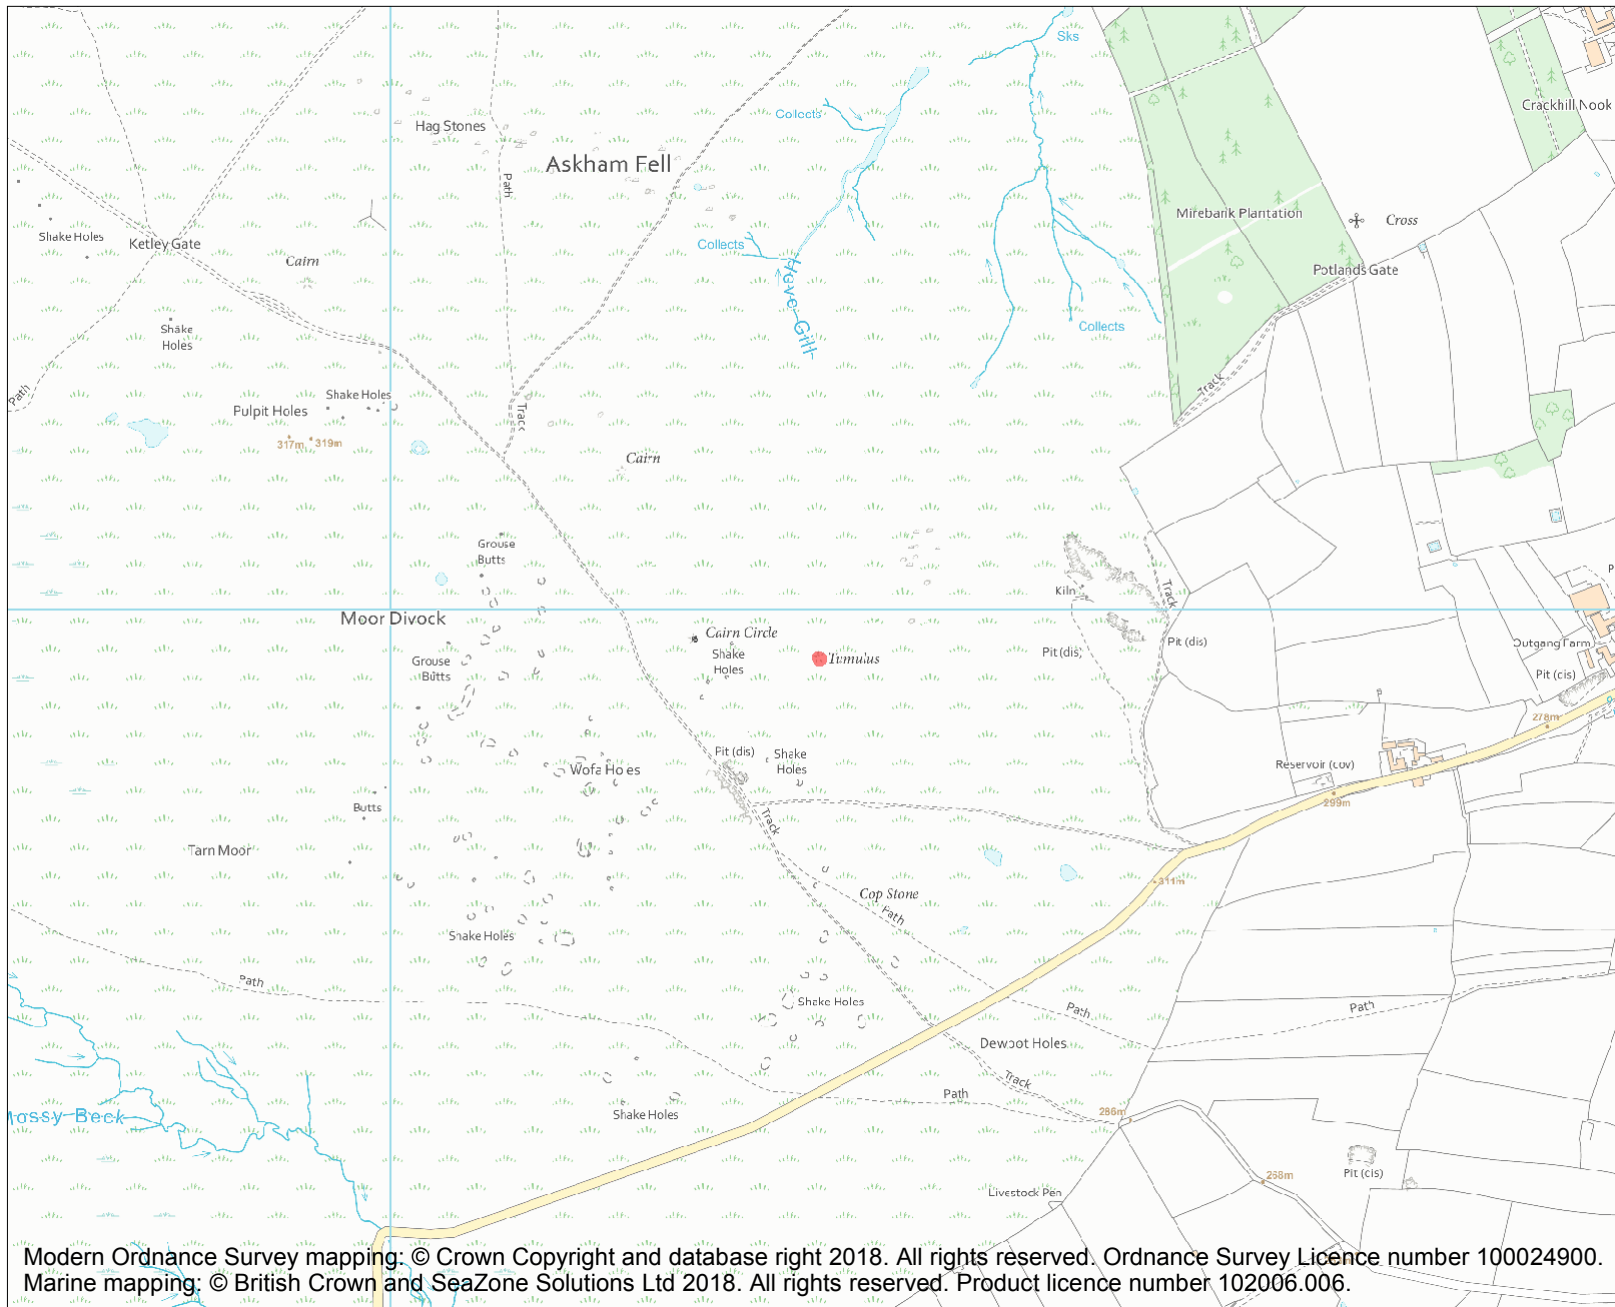 Sks
Crackhill Nook
Collects
Hag Stones
Askham Fell
Path
Mirebank Plantation
Cross
Shake Holes
Ketley Gate
Collects
Cairn
Potlands Gate
Howe Gill
Collects
Shake
Holes
Path
Track
Shake Holes
Pulpit Holes
Track
317m
319m
Cairn
Grouse
Butts
Kiln
Track
Moor Divock
Cairn Circle
Shake
Holes
Tumulus
Pit (dis)
Pit (dis)
Outgang Farm
Grouse
Butts
Pit (dis)
278m
Pit (dis)
Shake
Holes
Wofa Holes
Reservoir (cov)
299m
Butts
Track
Tarn Moor
311m
Cop Stone
Path
Shake Holes
Path
Shake Holes
Path
Path
Dewpot Holes
Track
Path
Mossy Beck
Shake Holes
286m
Pit (dis)
268m
Livestock Pen
Modern Ordnance Survey mapping: © Crown Copyright and database right 2018. All rights reserved. Ordnance Survey Licence number 100024900.
Marine mapping: © British Crown and SeaZone Solutions Ltd 2018. All rights reserved. Product licence number 102006.006.